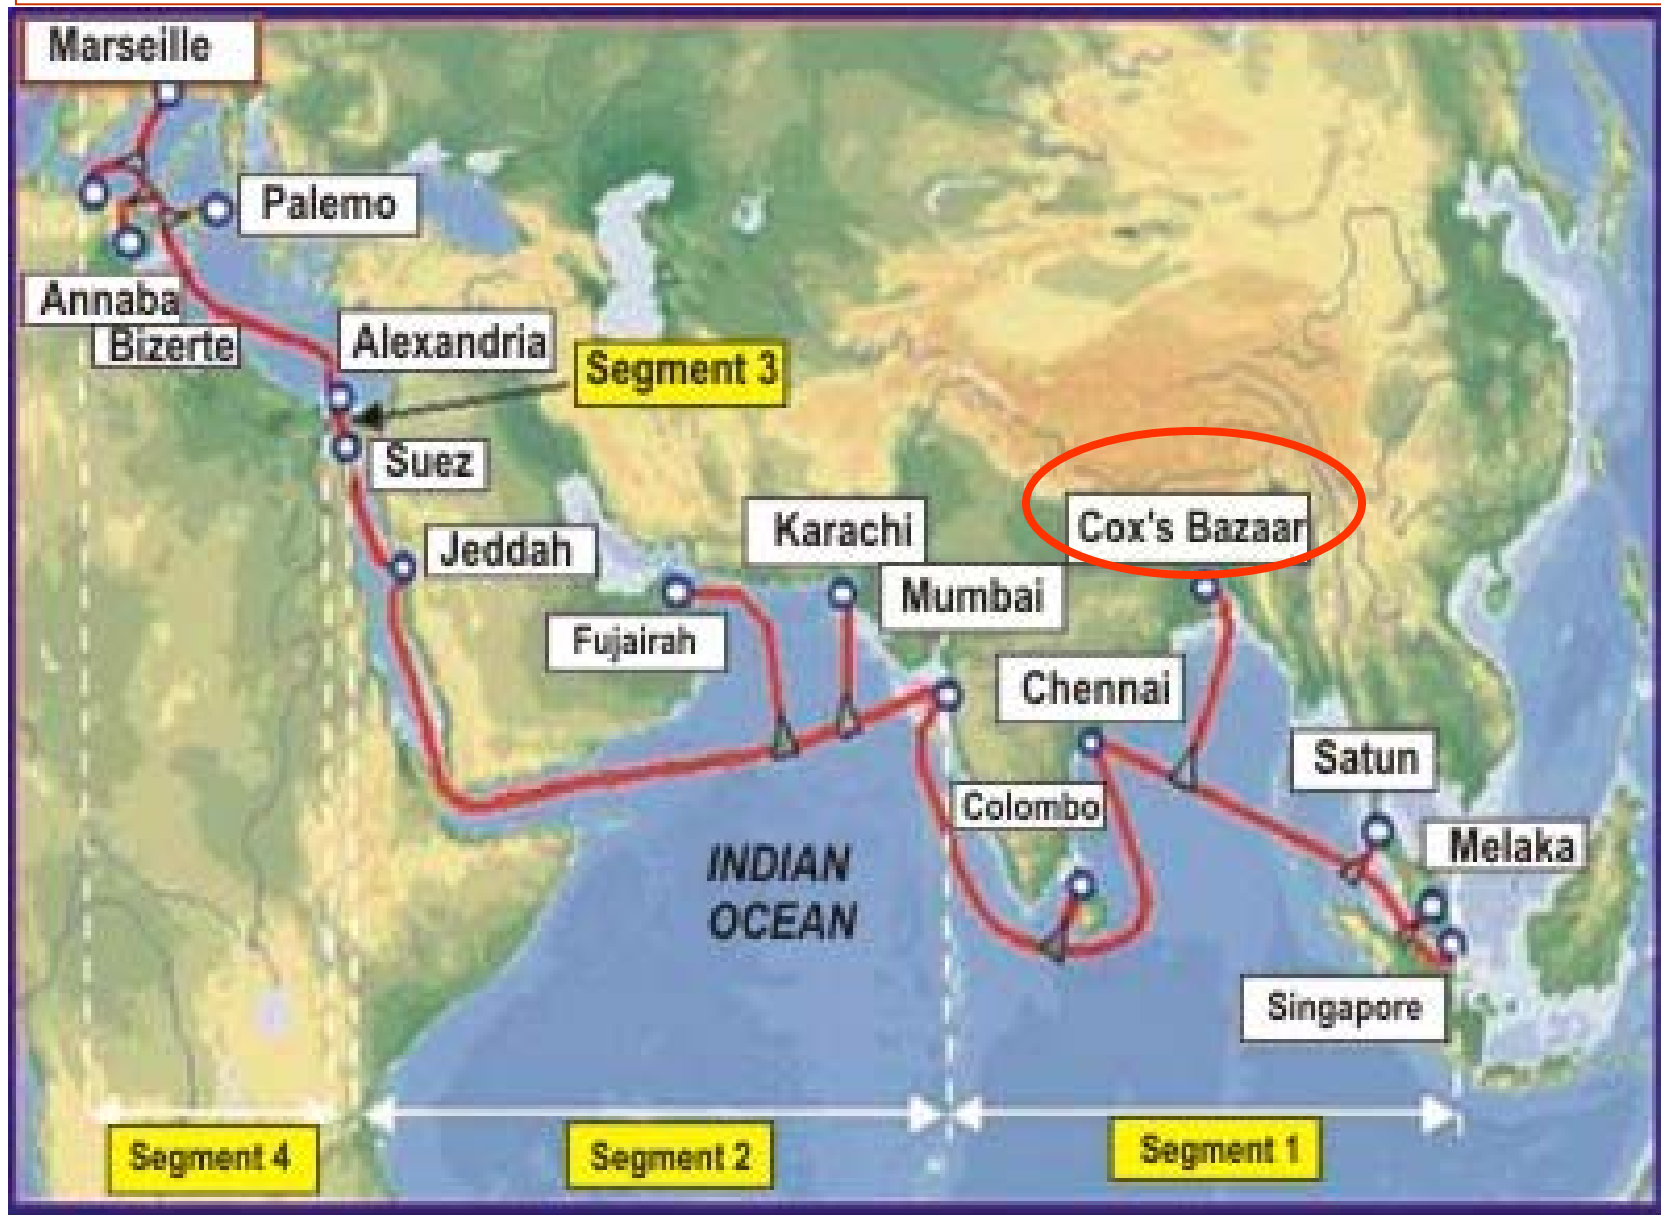 Marseille
Palemo
Annaba
Bizerte
Alexandria
Segment 3
Suez
Jeddah
Karachi
Cox's Bazaar
Mumbai
Fujairah
Chennai
Satun
Colombo
Melaka
INDIAN
OCEAN
Singapore
Segment 4
Segment 2
Segment 1